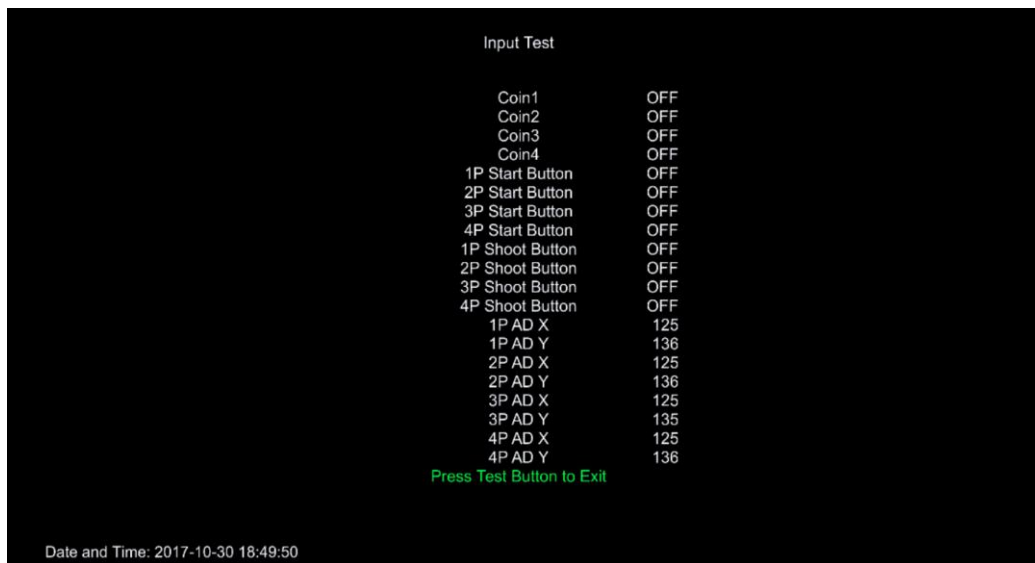 Input Test
Coin1 OFF
Coin2 OFF
Coin3 OFF
Coin4 OFF
1P Start Button OFF
2P Start Button OFF
3P Start Button OFF
4P Start Button OFF
1P Shoot Button OFF
2P Shoot Button OFF
3P Shoot Button OFF
4P Shoot Button OFF
1P AD X 125
1P AD Y 136
2P AD X 125
2P AD Y 136
3P AD X 125
3P AD Y 135
4P AD X 125
4P AD Y 136
Press Test Button to Exit
Date and Time: 2017-10-30 18:49:50